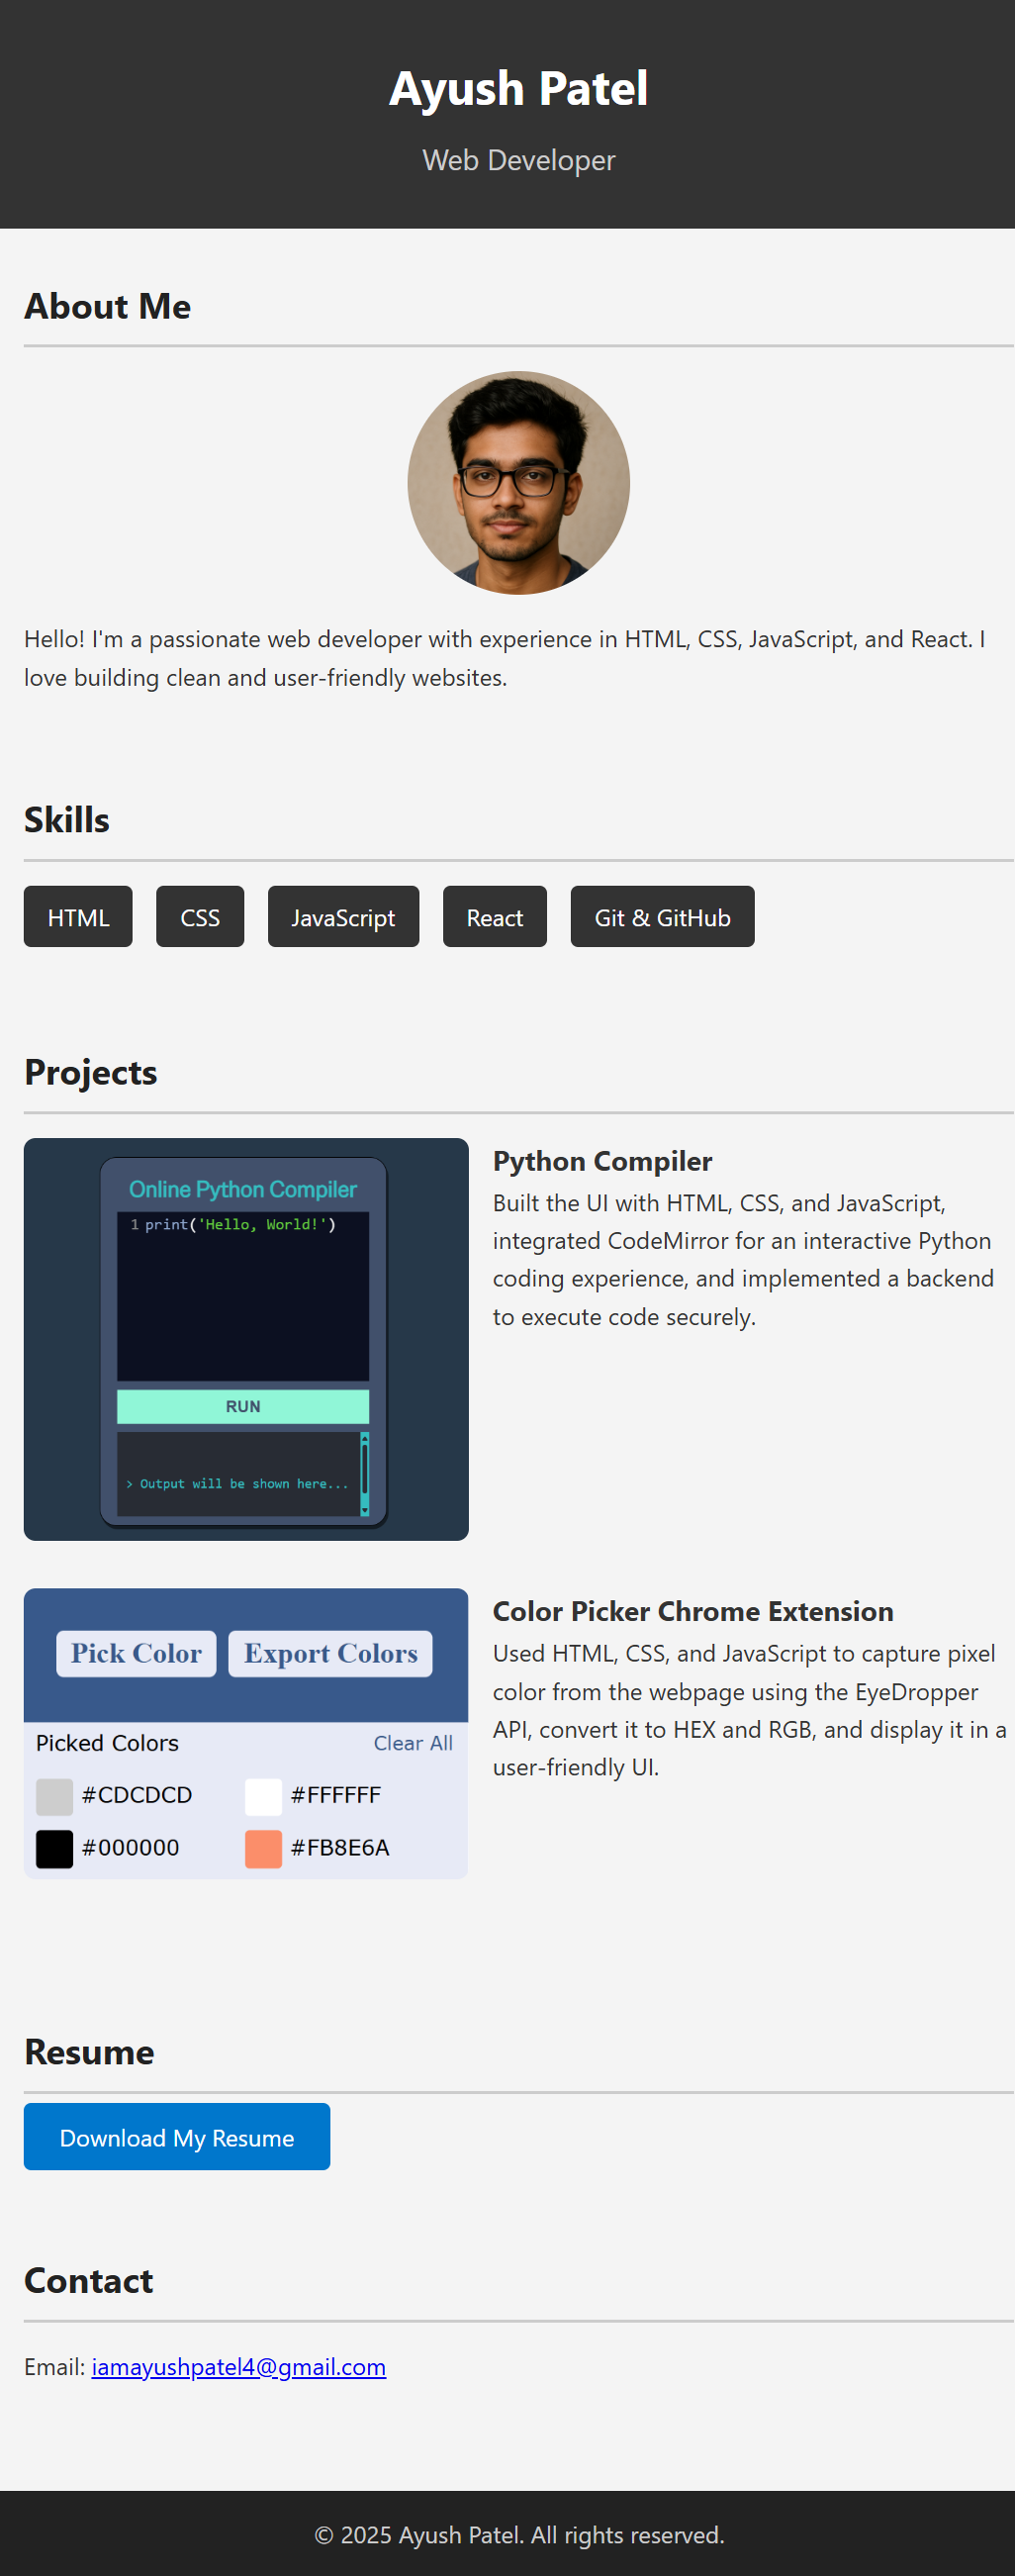 Ayush Patel
Web Developer
About Me
Hello! I'm a passionate web developer with experience in HTML, CSS, JavaScript, and React. I
love building clean and user-friendly websites.
Skills
HTML CSS JavaScript React Git & GitHub
Projects
Online Python Compiler
1 print('Hello, World!')
RUN
> Output will be shown here...
Python Compiler
Built the UI with HTML, CSS, and JavaScript,
integrated CodeMirror for an interactive Python
coding experience, and implemented a backend
to execute code securely.
Pick Color Export Colors
Picked Colors Clear All
#CDCDCD #FFFFFF
#000000 #FB8E6A
Color Picker Chrome Extension
Used HTML, CSS, and JavaScript to capture pixel
color from the webpage using the EyeDropper
API, convert it to HEX and RGB, and display it in a
user-friendly UI.
Resume
Download My Resume
Contact
Email: iamayushpatel4@gmail.com
© 2025 Ayush Patel. All rights reserved.